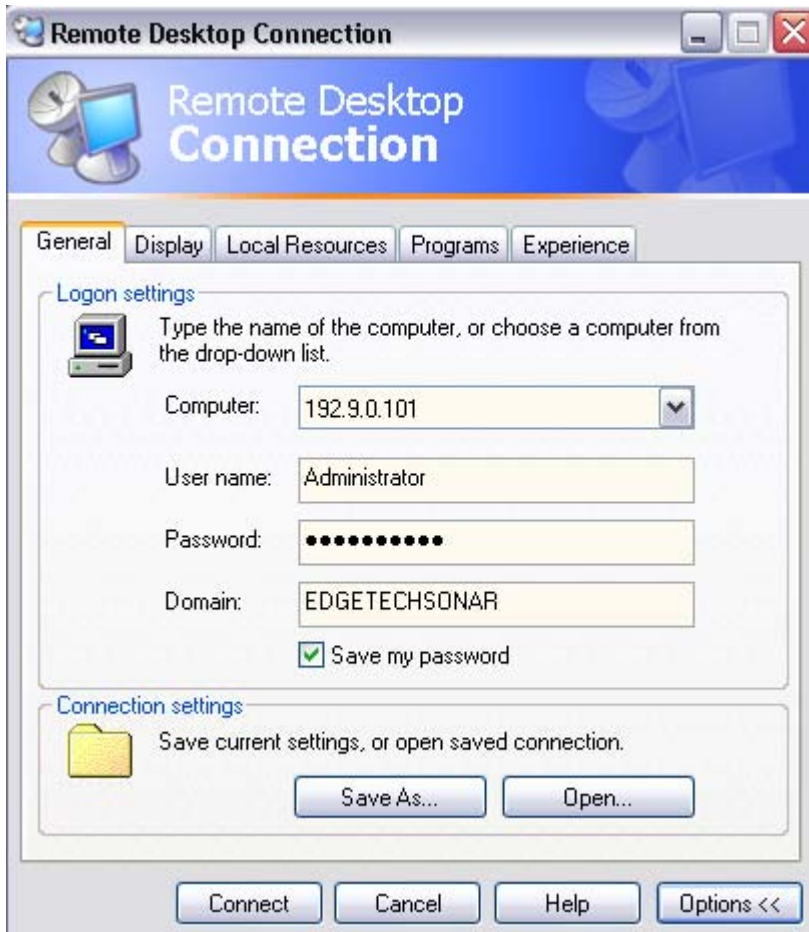 Remote Desktop Connection
Remote Desktop
Connection
General Display Local Resources Programs Experience
Logon settings
Type the name of the computer, or choose a computer from
the drop-down list.
Computer: 192.9.0.101
User name: Administrator
Password: ●●●●●●●●●●
Domain: EDGETECHSONAR
Save my password
Connection settings
Save current settings, or open saved connection.
Save As... Open...
Connect Cancel Help Options <<